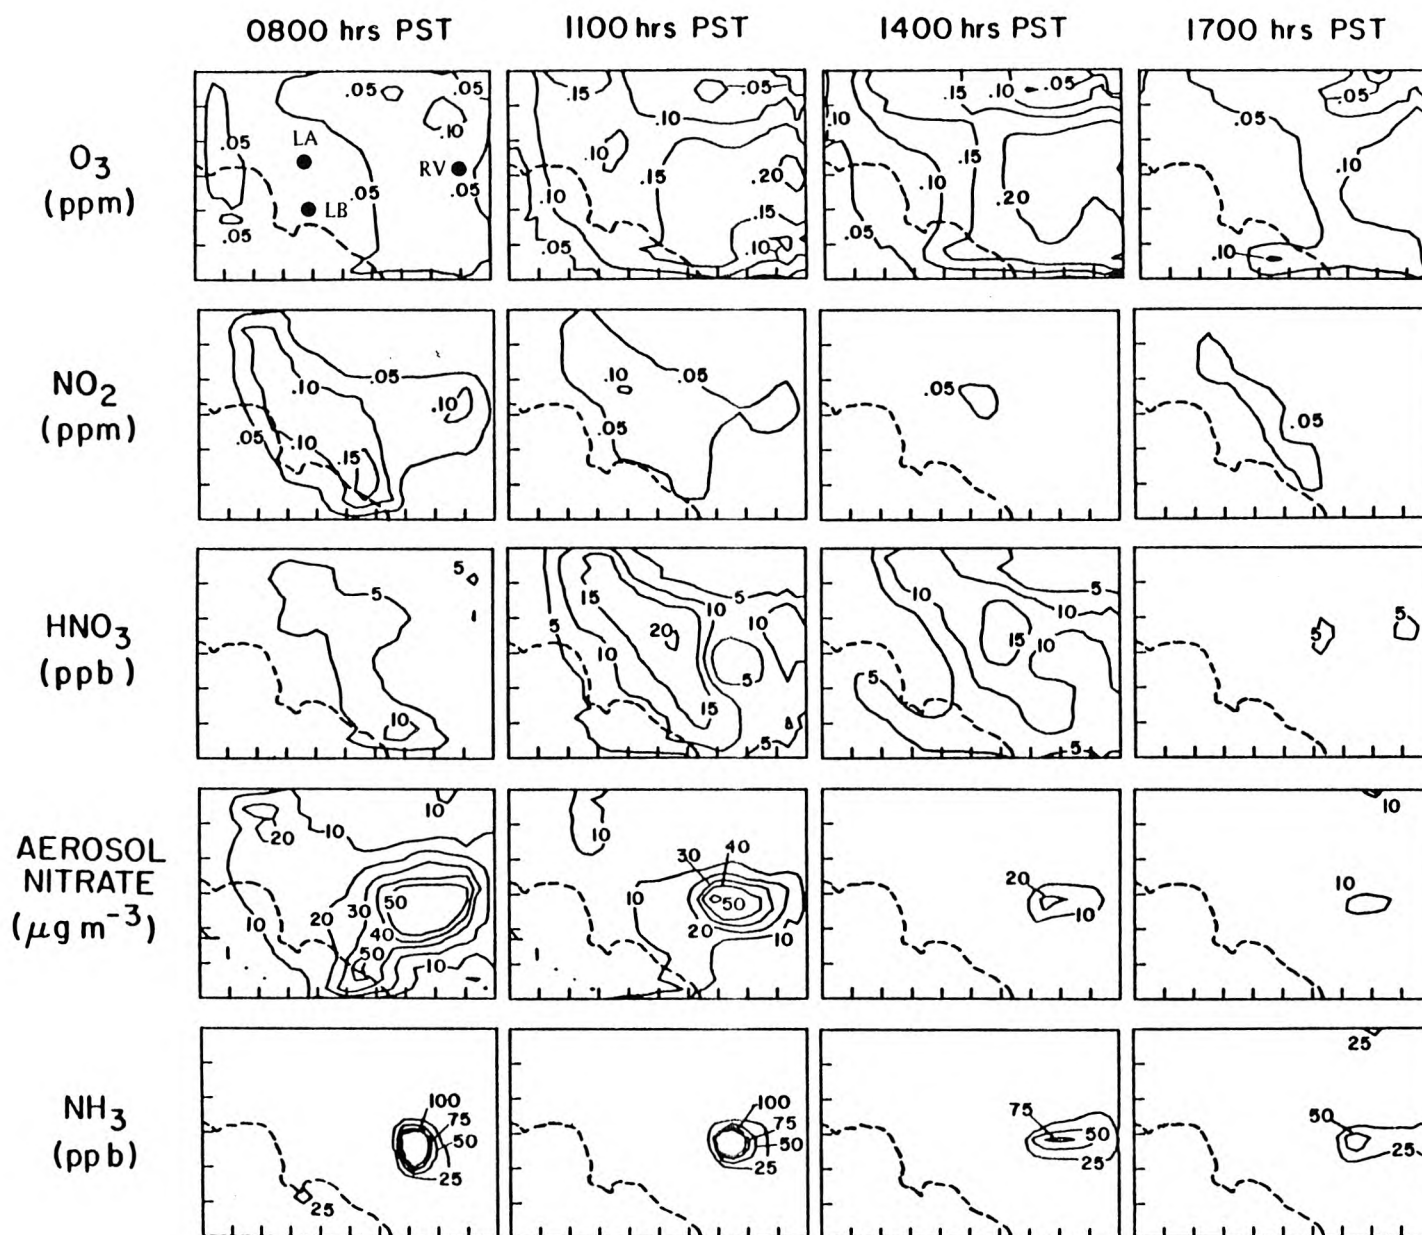 0800 hrs PST 1100 hrs PST 1400 hrs PST 1700 hrs PST
O3
(ppm)
.05 .05 .10 .05 LA RV .05 .05 LB .05
.15 .05 .10 .10 .20 .10 .15 .10 .05
.15 .10 .05 .10 .10 .15 .20 .05
.05 .05 .10 .10
NO2
(ppm)
.10 .05 .10 .05 .10 .15
.05 .10 .05
.05
.05
HNO3
(ppb)
5 5 10
15 10 5 5 20 10 10 5 15 5
10 10 15 10 5 5
5 5
AEROSOL
NITRATE
(μg m-3)
10 20 10 50 20 30 10 40 50 10
10 40 30 10 50 20 10
20 10
10 10
NH3
(ppb)
100 75 50 25 25
100 75 50 25
75 50 25
25 50 25